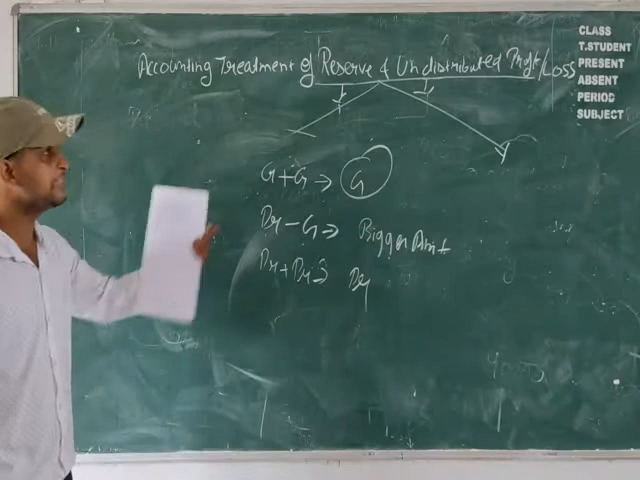 Accounting Treatment of Reserve & Undistributed Profit/Loss
CLASS
T.STUDENT
PRESENT
ABSENT
PERIOD
SUBJECT
Cr + Cr → Cr
Dr - Cr → Bigger Amt
Dr + Dr → Dr